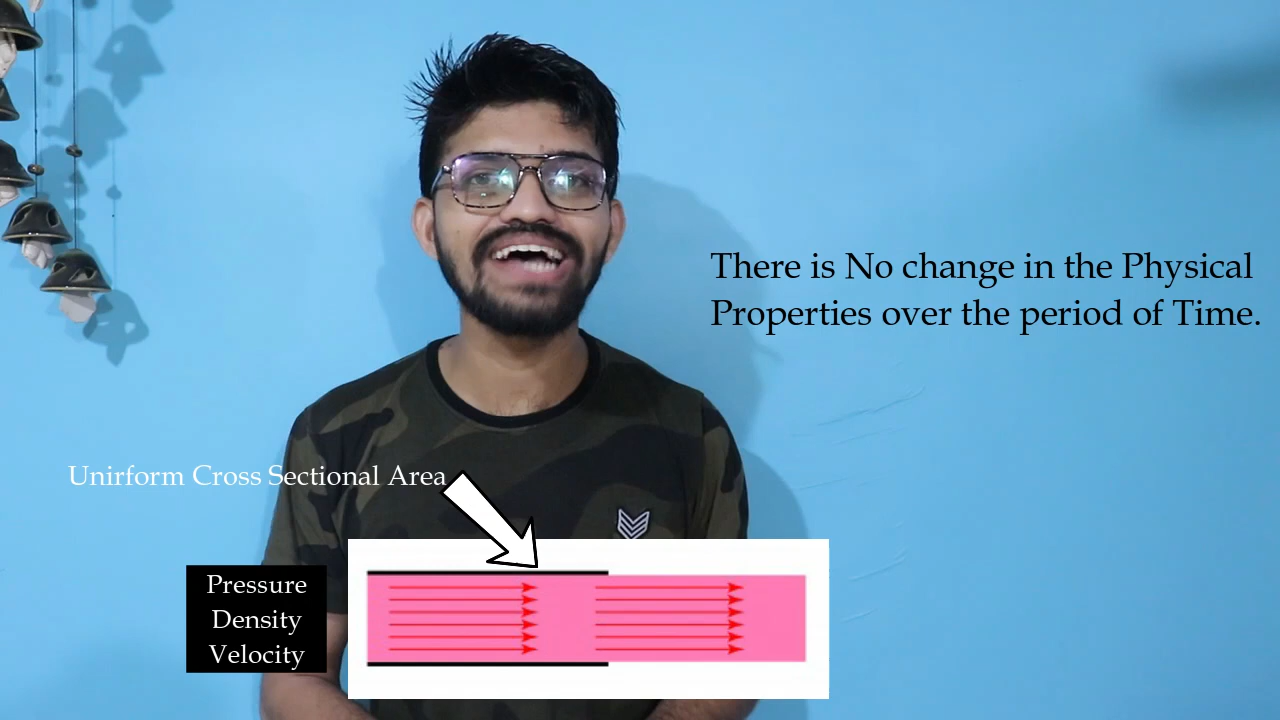 There is No change in the Physical
Properties over the period of Time.
Unirform Cross Sectional Area
Pressure
Density
Velocity